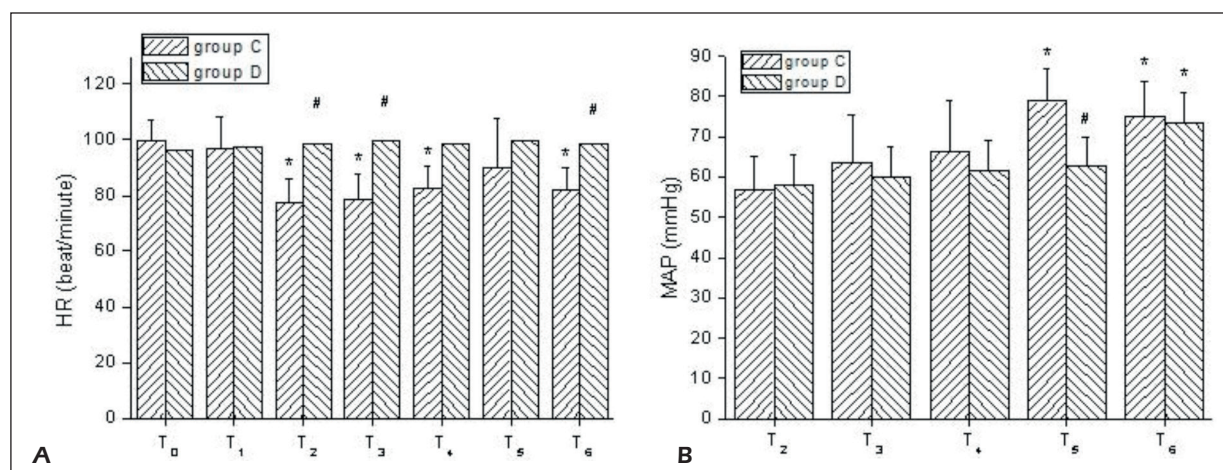 group C
group D
HR (beat/minute)
120
100
80
60
40
20
0
# # #
* * * *
T₀ T₁ T₂ T₃ T₄ T₅ T₆
A
group C
group D
MAP (mmHg)
90
80
70
60
50
40
30
20
10
0
* * *
#
T₂ T₃ T₄ T₅ T₆
B